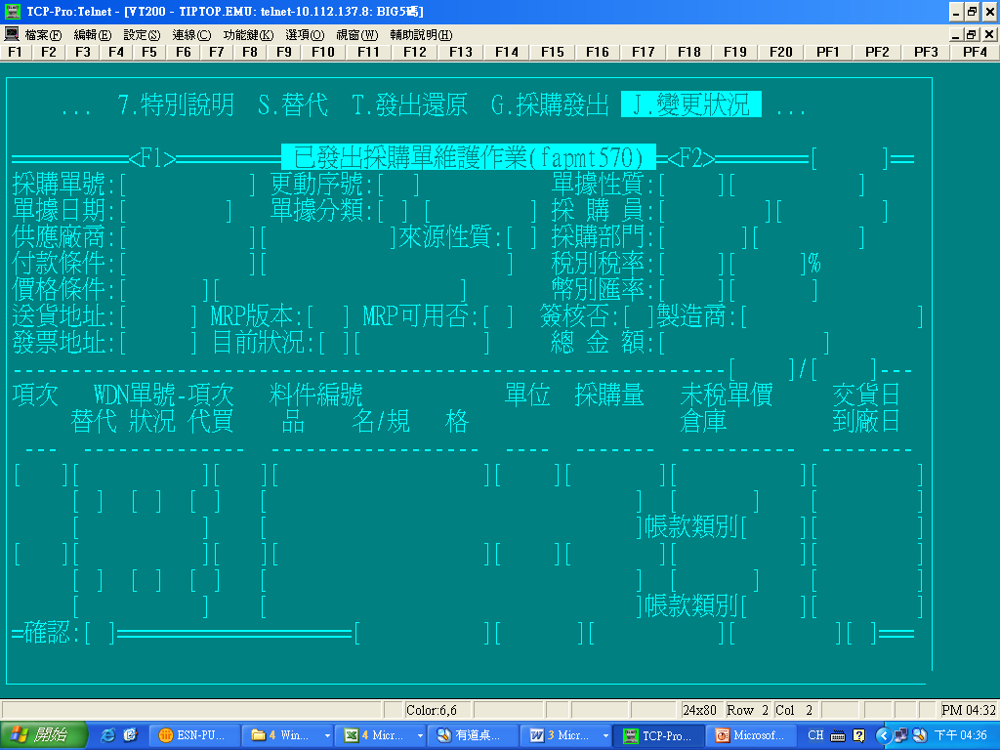 TCP-Pro:Telnet - [VT200 - TIPTOP.EMU: telnet-10.112.137.8: BIG5碼]
檔案(F) 編輯(E) 設定(S) 連線(C) 功能鍵(K) 選項(O) 視窗(W) 輔助說明(H)
F1 F2 F3 F4 F5 F6 F7 F8 F9 F10 F11 F12 F13 F14 F15 F16 F17 F18 F19 F20 PF1 PF2 PF3 PF4
... 7.特別說明 S.替代 T.發出還原 G.採購發出 J.變更狀況 ...
<F1> 已發出採購單維護作業(fapmt570) <F2> [ ]
採購單號:[ ] 更動序號:[ ] 單據性質:[ ][ ]
單據日期:[ ] 單據分類:[ ] [ ] 採 購 員:[ ][ ]
供應廠商:[ ][ ]來源性質:[ ] 採購部門:[ ][ ]
付款條件:[ ][ ] 稅別稅率:[ ][ ]%
價格條件:[ ][ ] 幣別匯率:[ ][ ]
送貨地址:[ ] MRP版本:[ ] MRP可用否:[ ] 簽核否:[ ]製造商:[ ]
發票地址:[ ] 目前狀況:[ ][ ] 總 金 額:[ ]
-------------------------------------------------------------[ ]/[ ]---
項次 WDN單號-項次 料件編號 單位 採購量 未稅單價 交貨日
替代 狀況 代買 品 名/規 格 倉庫 到廠日
--- -------------- ------------------ ---- ------- ---------- --------
[ ][ ][ ][ ][ ][ ][ ][ ]
[ ] [ ] [ ] [ ] [ ] [ ]
[ ] [ ]帳款類別[ ][ ]
[ ][ ][ ][ ][ ][ ][ ][ ]
[ ] [ ] [ ] [ ] [ ] [ ]
[ ] [ ]帳款類別[ ][ ]
=確認:[ ]====================[ ][ ][ ][ ][ ]===
Color:6,6 24x80 Row 2 Col 2 PM 04:32
開始 ESN-PU... 4 Win... 4 Micr... 有道桌... 3 Micr... TCP-Pro... Microsof... CH 下午 04:36